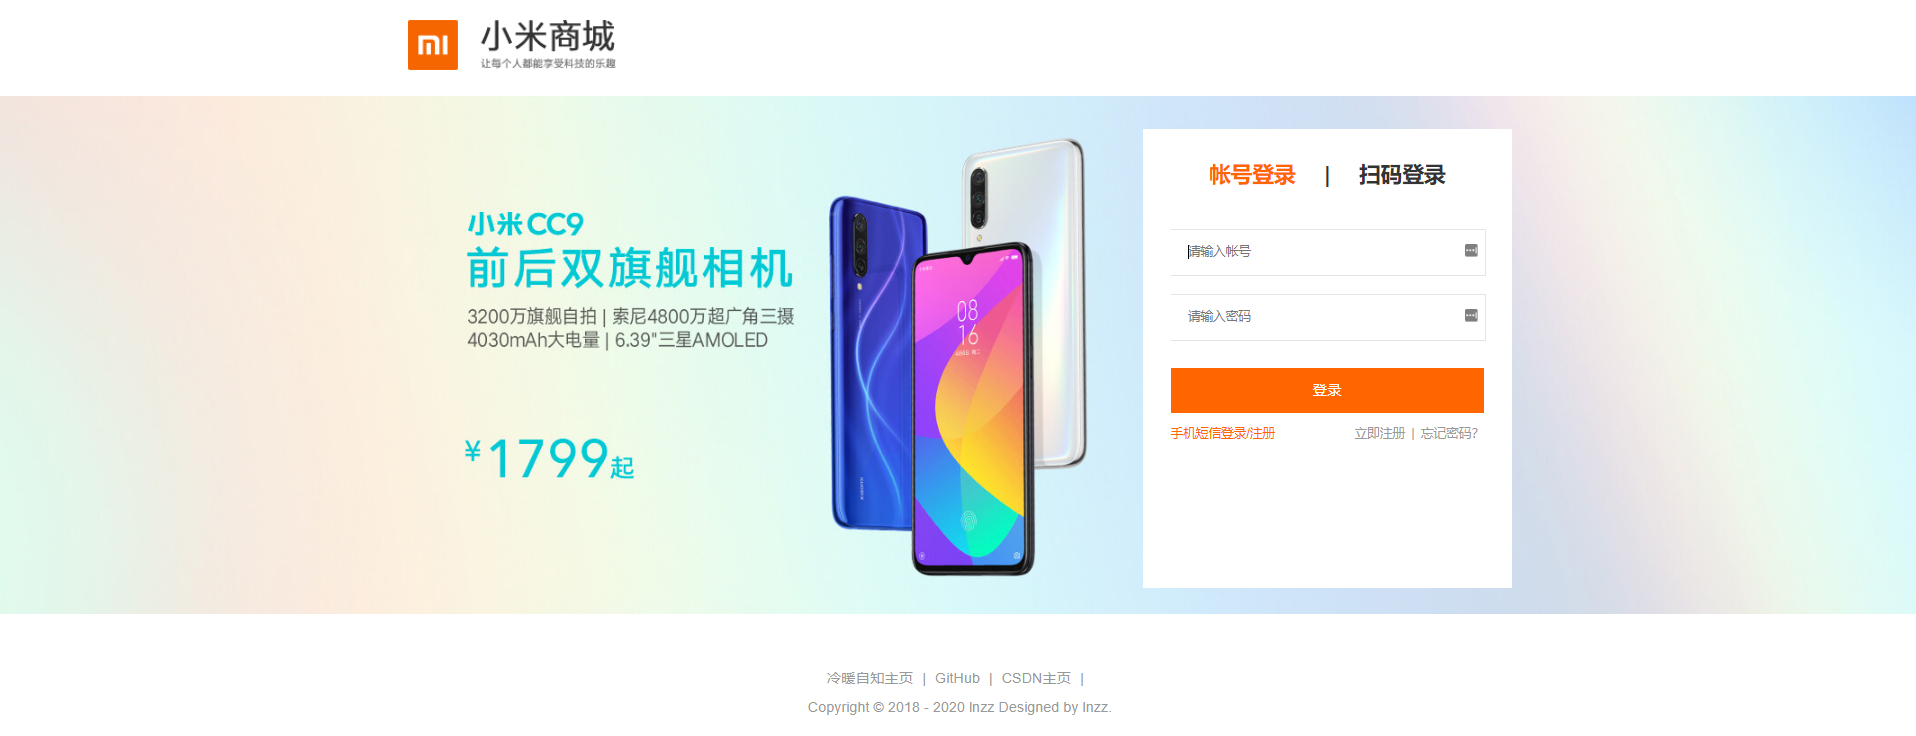 小米商城
让每个人都能享受科技的乐趣
小米CC9
前后双旗舰相机
3200万旗舰自拍 | 索尼4800万超广角三摄
4030mAh大电量 | 6.39"三星AMOLED
¥1799起
08
16
帐号登录 | 扫码登录
请输入帐号
请输入密码
登录
手机短信登录/注册 立即注册 | 忘记密码?
冷暖自知主页 | GitHub | CSDN主页 |
Copyright © 2018 - 2020 lnzz Designed by lnzz.